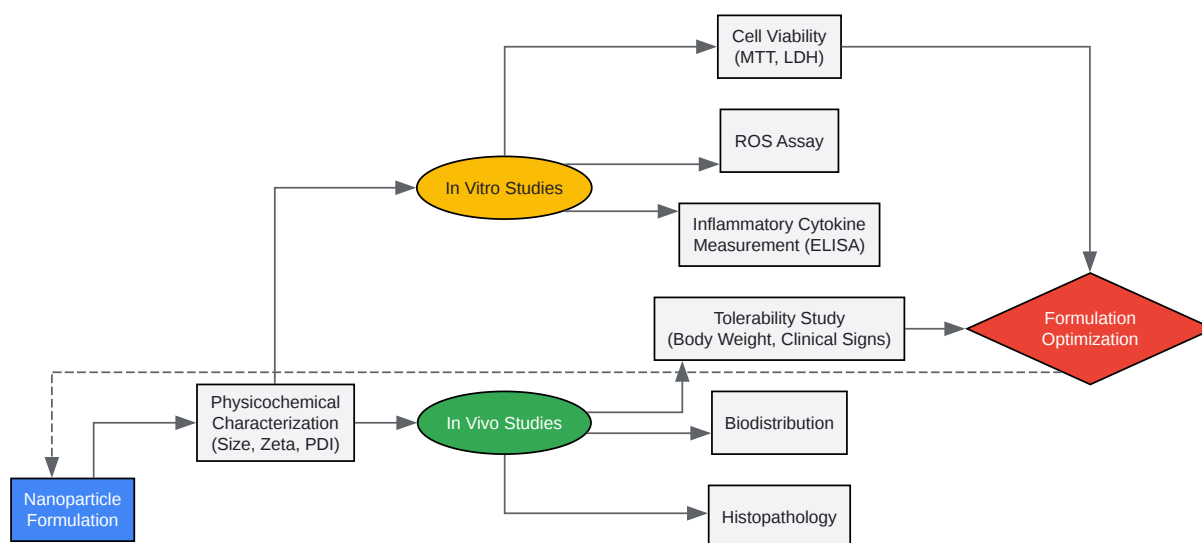 Cell Viability
(MTT, LDH)
ROS Assay
In Vitro Studies
Inflammatory Cytokine
Measurement (ELISA)
Tolerability Study
(Body Weight, Clinical Signs)
Formulation
Optimization
Physicochemical
Characterization
(Size, Zeta, PDI)
In Vivo Studies
Biodistribution
Nanoparticle
Formulation
Histopathology